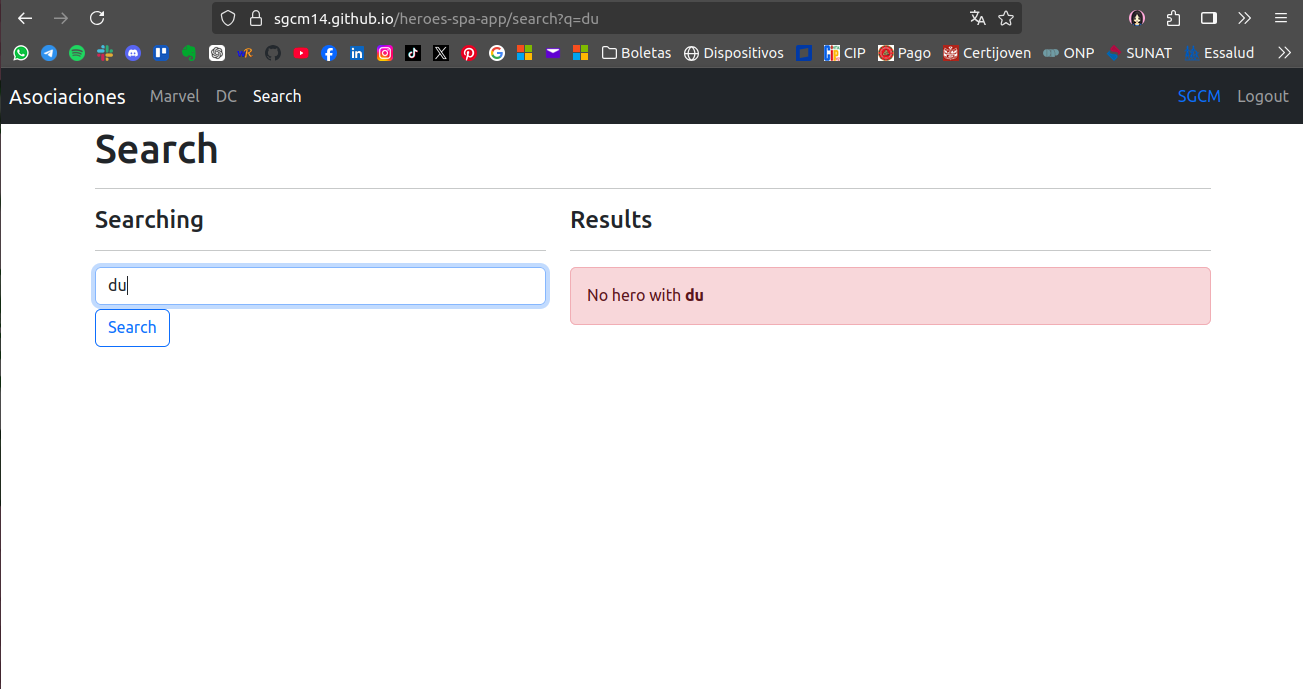 sgcm14.github.io/heroes-spa-app/search?q=du
Boletas Dispositivos CIP Pago Certijoven ONP SUNAT Essalud
Asociaciones Marvel DC Search SGCM Logout
Search
Searching
Results
du
No hero with du
Search